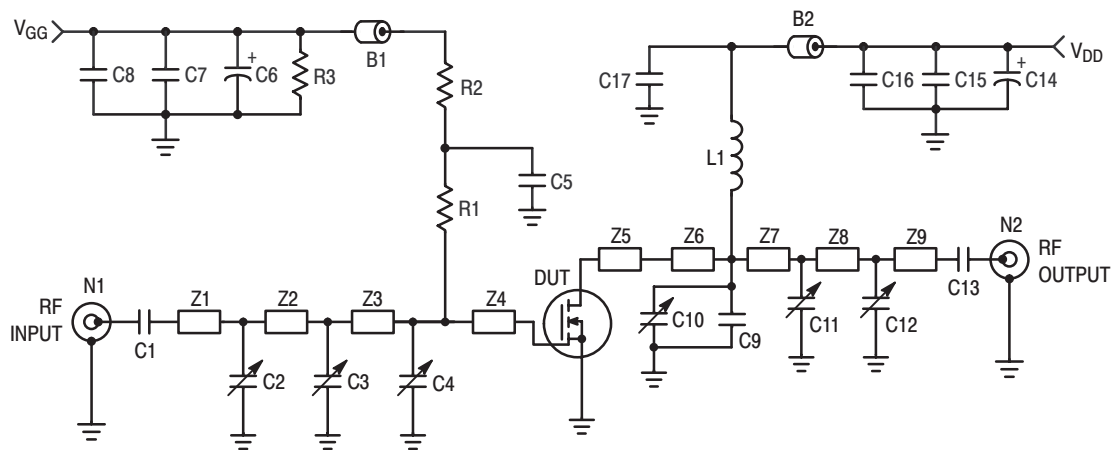 VGG
B1
B2
VDD
C8
C7
C6
+
R3
R2
C17
C16
C15
C14
+
L1
C5
R1
N1
RF
INPUT
C1
Z1
Z2
Z3
Z4
C2
C3
C4
DUT
Z5
Z6
Z7
Z8
Z9
C10
C9
C11
C12
C13
N2
RF
OUTPUT